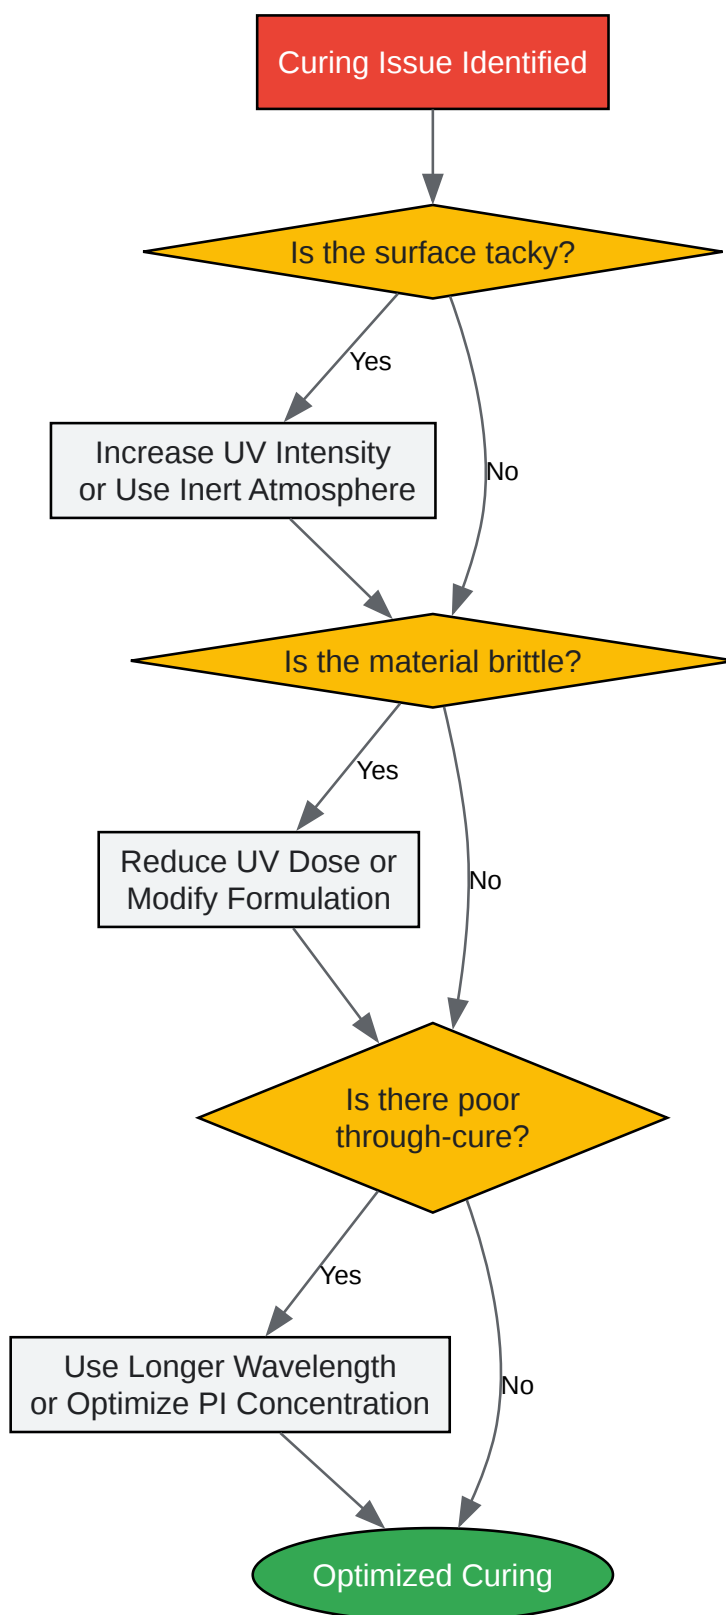 Curing Issue Identified
Is the surface tacky?
Yes
Increase UV Intensity
or Use Inert Atmosphere
No
Is the material brittle?
Yes
Reduce UV Dose or
Modify Formulation
No
Is there poor
through-cure?
Yes
Use Longer Wavelength
or Optimize PI Concentration
No
Optimized Curing